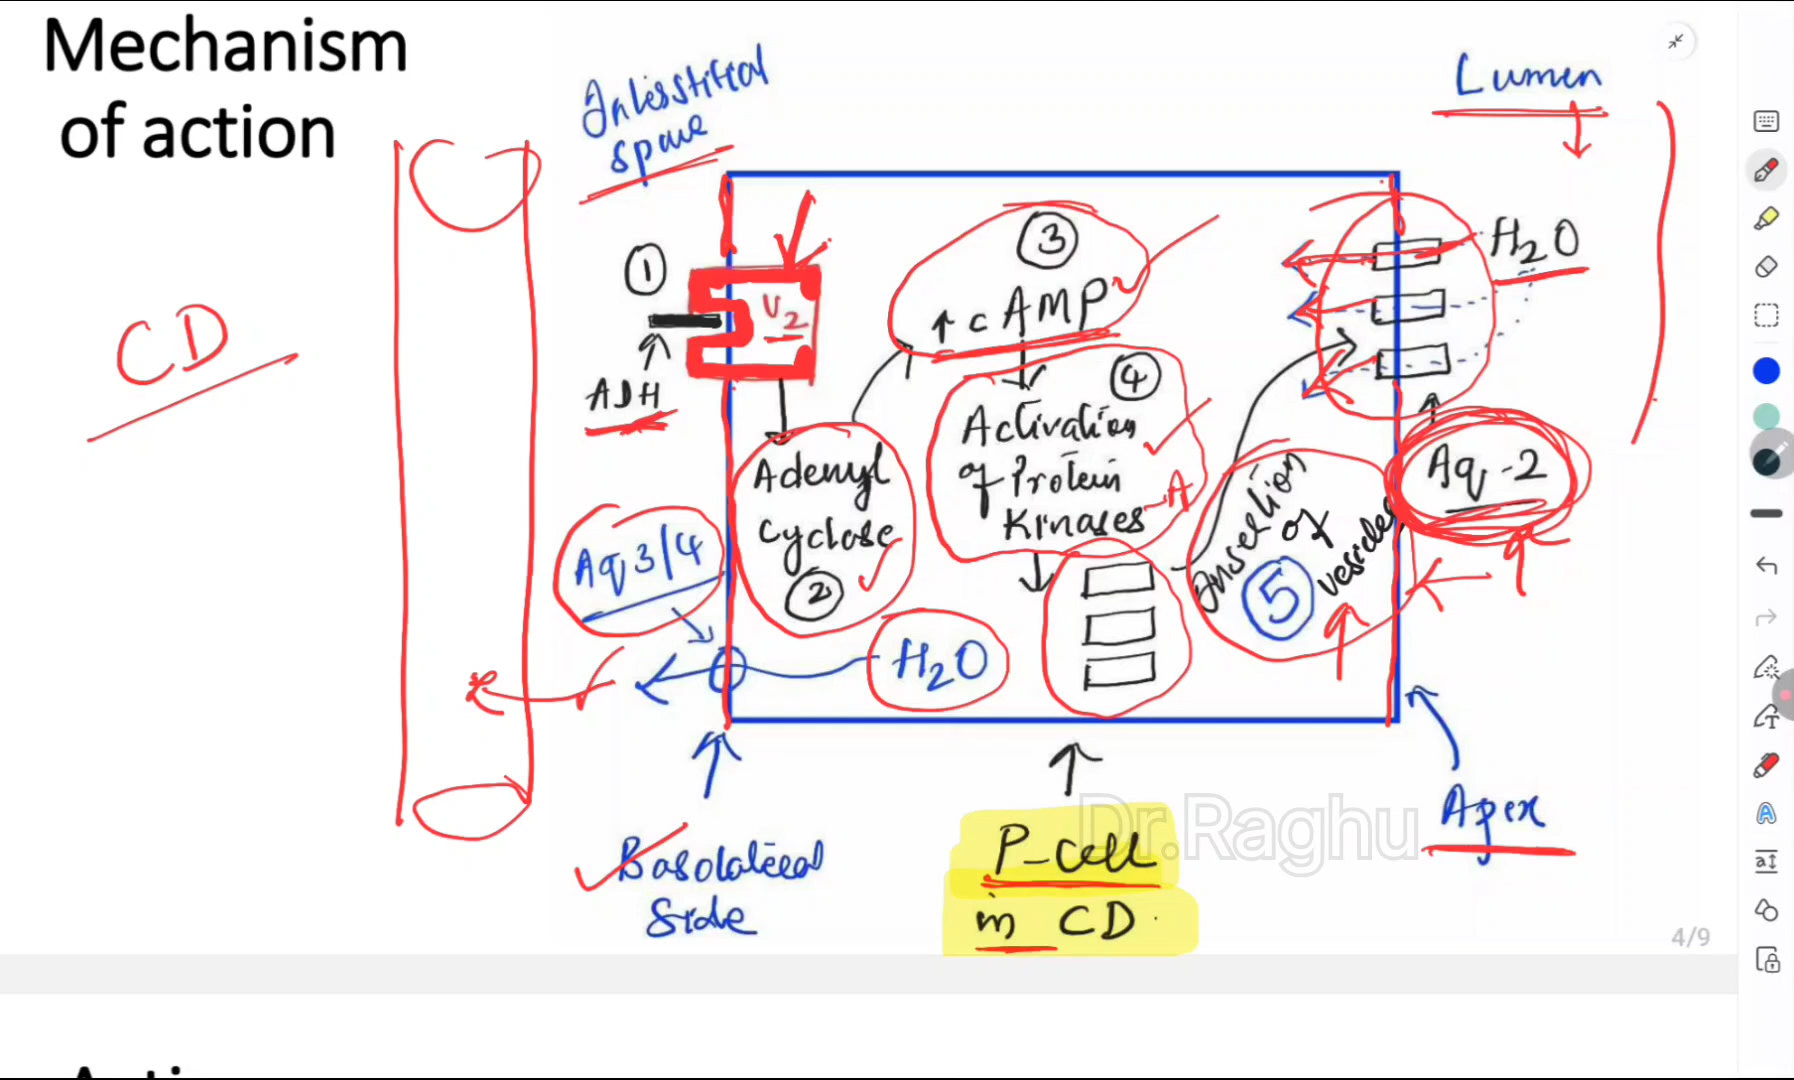 Mechanism
of action
Interstitial
space
Lumen
1
V2
ADH
3
↑ cAMP
H2O
4
Activation
of Protein
Kinases - A
Adenyl
cyclase
2
Aq 3/4
H2O
Insertion
of
vesicles
5
Aq -2
CD
Basolateral
Side
P-cell
in CD
Apex
Dr.Raghu
4/9